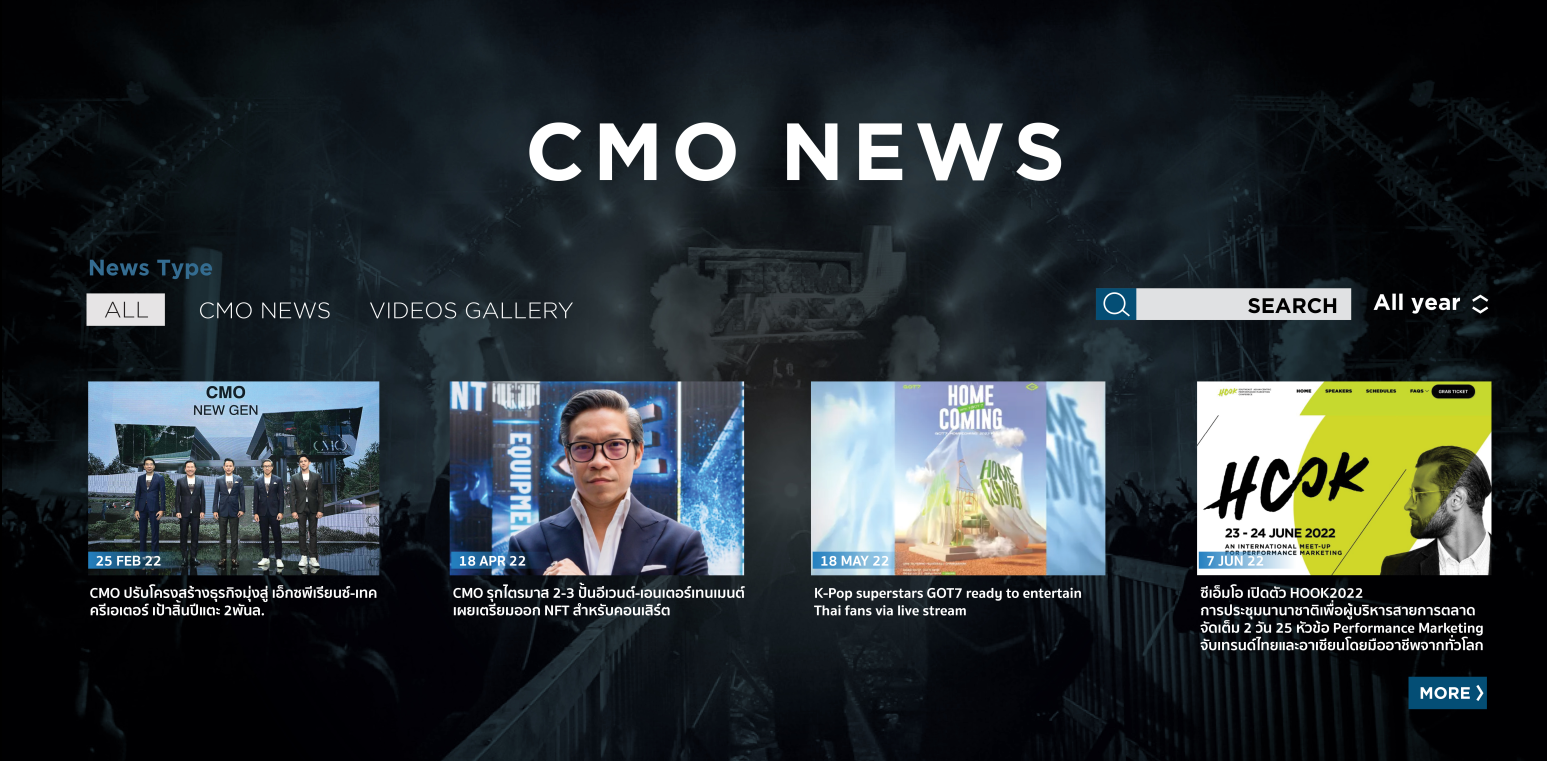 CMO NEWS
News Type
ALL
CMO NEWS
VIDEOS GALLERY
SEARCH
All year
CMO
NEW GEN
CMO
25 FEB 22
CMO ปรับโครงสร้างธุรกิจมุ่งสู่ เอ็กซพีเรียนซ์-เทค
ครีเอเตอร์ เป้าสิ้นปีแตะ 2พันล.
NT
EQUIPME
18 APR 22
CMO รุกไตรมาส 2-3 ปั้นอีเวนต์-เอนเตอร์เทนเมนต์
เผยเตรียมออก NFT สำหรับคอนเสิร์ต
GOT7
HOME
COMING
HOME
COMING
18 MAY 22
K-Pop superstars GOT7 ready to entertain
Thai fans via live stream
HOOK
HOME
SPEAKERS
SCHEDULES
FAQS
GRAB TICKET
HOOK
23 - 24 JUNE 2022
AN INTERNATIONAL MEET-UP
FOR PERFORMANCE MARKETING
7 JUN 22
ซีเอ็มโอ เปิดตัว HOOK2022
การประชุมนานาชาติเพื่อผู้บริหารสายการตลาด
จัดเต็ม 2 วัน 25 หัวข้อ Performance Marketing
จับเทรนด์ไทยและอาเซียนโดยมืออาชีพจากทั่วโลก
MORE